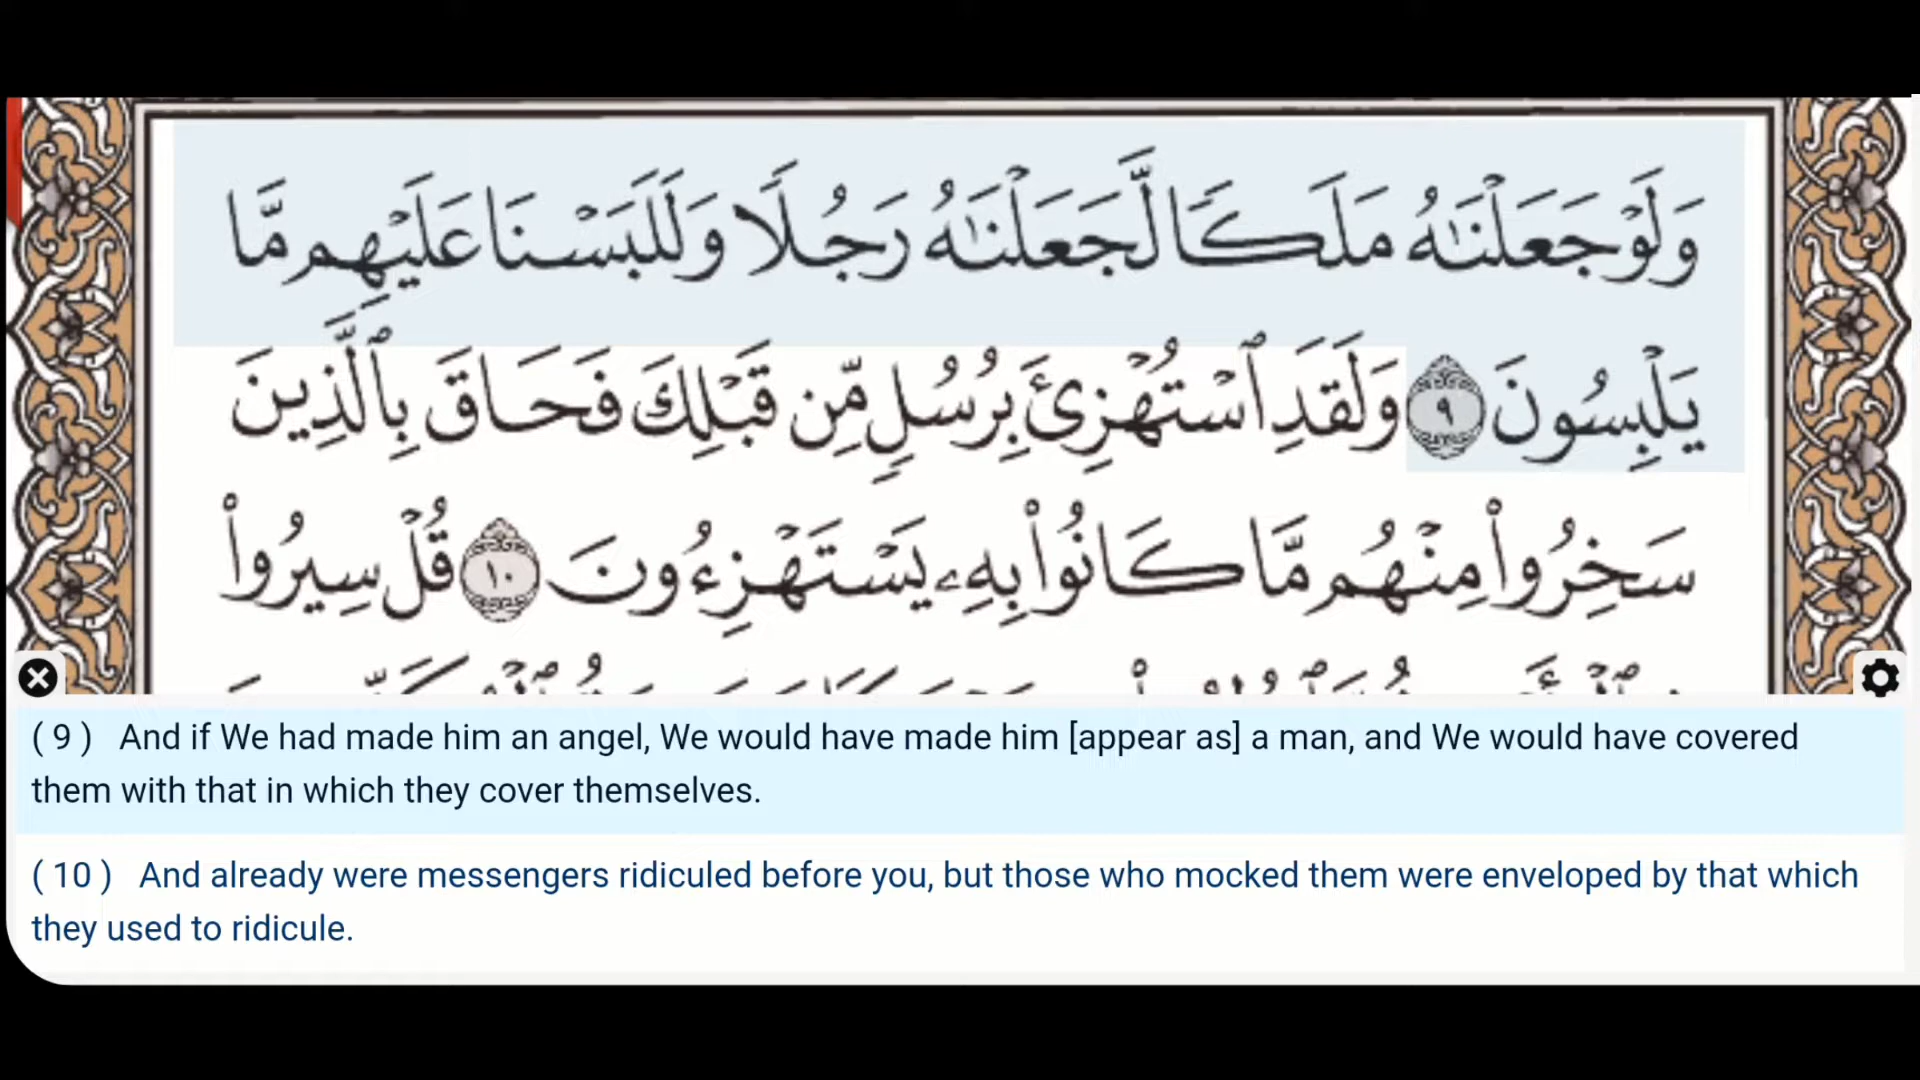 وَلَوْ جَعَلْنَٰهُ مَلَكًا لَّجَعَلْنَٰهُ رَجُلًا وَلَلَبَسْنَا عَلَيْهِم مَّا
يَلْبِسُونَ ٩ وَلَقَدِ ٱسْتُهْزِئَ بِرُسُلٍ مِّن قَبْلِكَ فَحَاقَ بِٱلَّذِينَ
سَخِرُوا۟ مِنْهُم مَّا كَانُوا۟ بِهِۦ يَسْتَهْزِءُونَ ١٠ قُلْ سِيرُوا۟
( 9 ) And if We had made him an angel, We would have made him [appear as] a man, and We would have covered
them with that in which they cover themselves.
( 10 ) And already were messengers ridiculed before you, but those who mocked them were enveloped by that which
they used to ridicule.